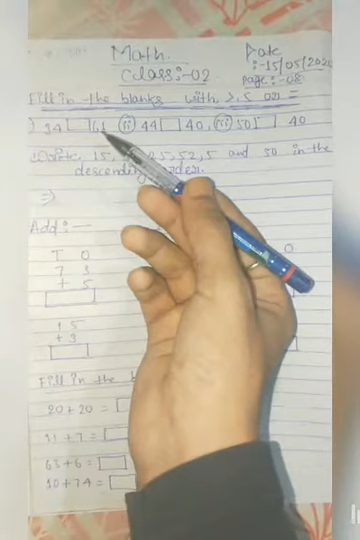 Math.
Class:-02
Date
:-15/05/2020
page:-08
Fill in the blanks with >, < or =
34 61 (ii) 44 40, (iii) 50 40
Write 15, 25, 52, 5 and 50 in the
descending order.
⇒
Add:-
T O
7 3
+ 5
O
1 5
+ 3
Fill in the
20+20 =
11+7 =
63+6 =
10+74 =